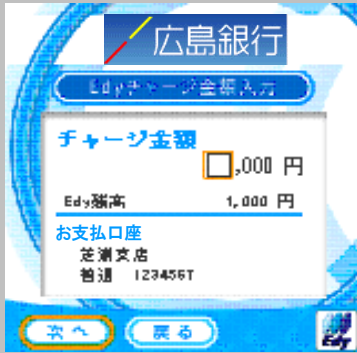 広島銀行
Edyチャージ金額入力
チャージ金額
,000 円
Edy残高 1,000 円
お支払口座
芝浦支店
普通 1234567
次へ 戻る
Edy